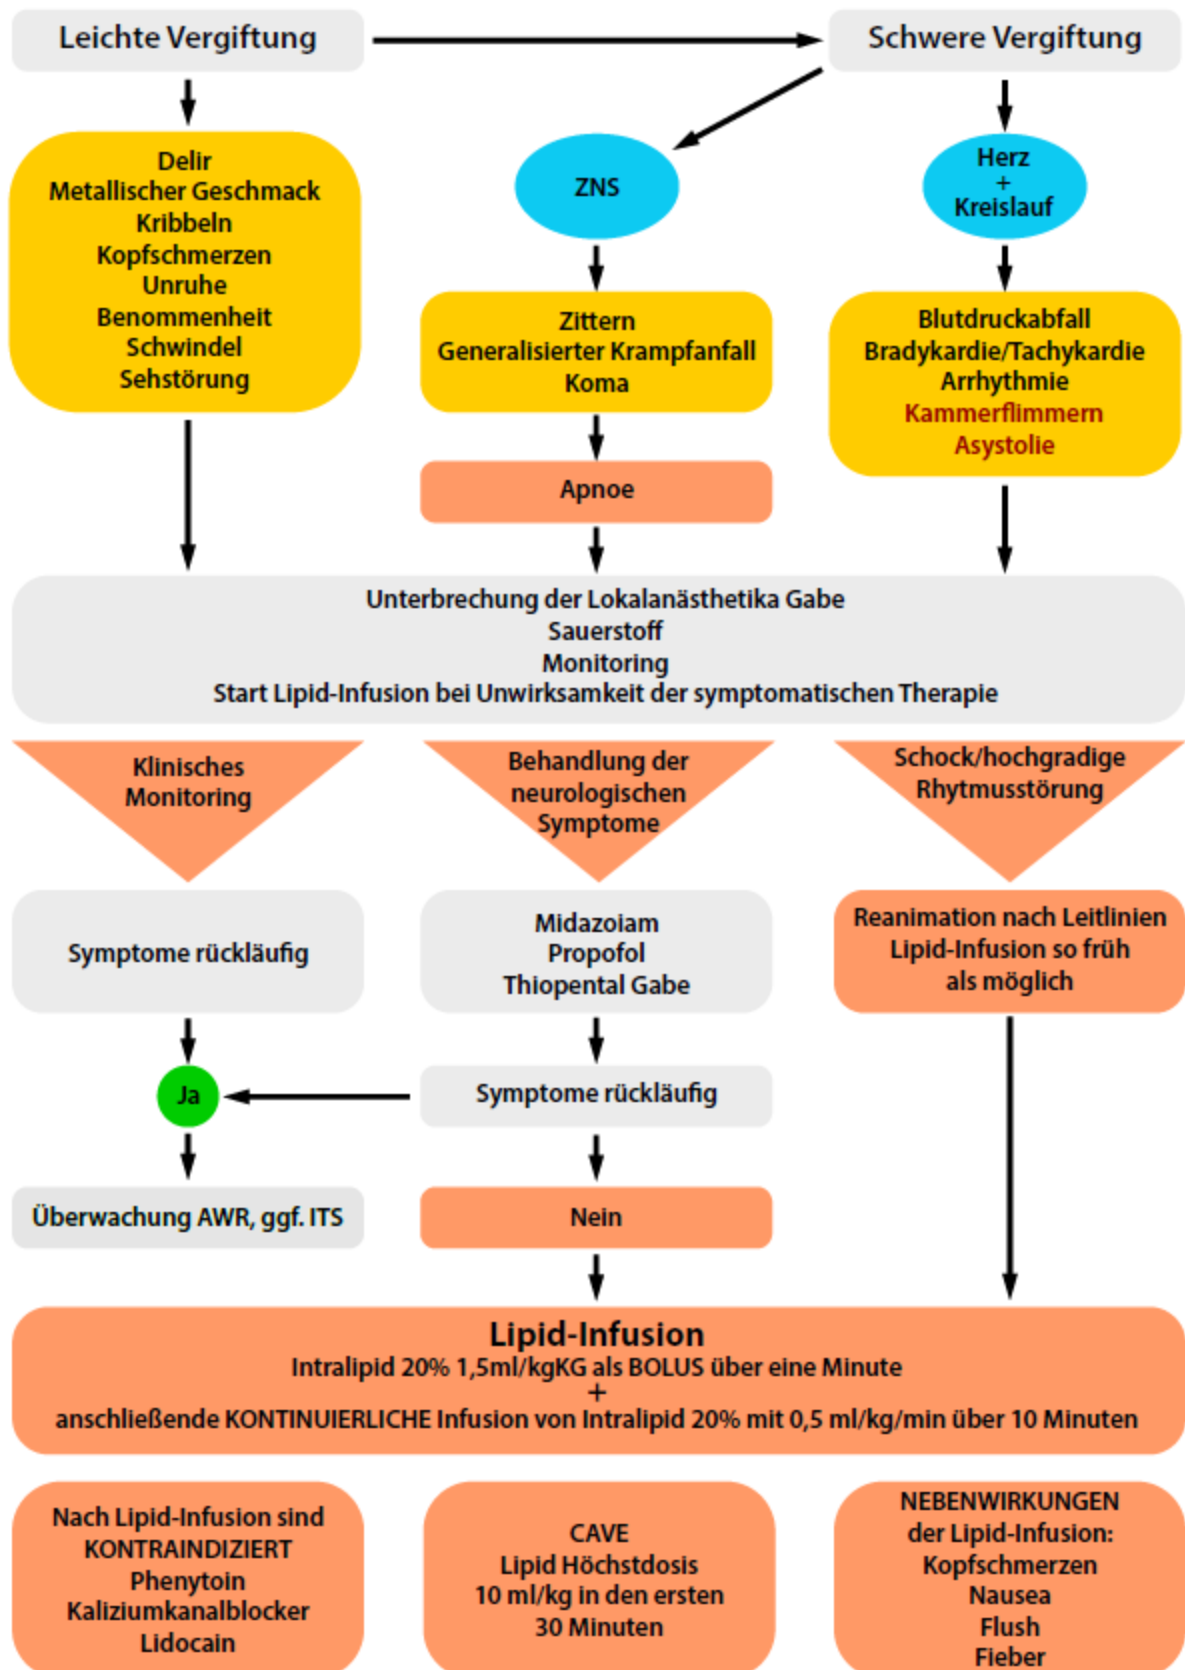 Leichte Vergiftung
Schwere Vergiftung
Delir
Metallischer Geschmack
Kribbeln
Kopfschmerzen
Unruhe
Benommenheit
Schwindel
Sehstörung
ZNS
Herz
+
Kreislauf
Zittern
Generalisierter Krampfanfall
Koma
Blutdruckabfall
Bradykardie/Tachykardie
Arrhythmie
Kammerflimmern
Asystolie
Apnoe
Unterbrechung der Lokalanästhetika Gabe
Sauerstoff
Monitoring
Start Lipid-Infusion bei Unwirksamkeit der symptomatischen Therapie
Klinisches
Monitoring
Behandlung der
neurologischen
Symptome
Schock/hochgradige
Rhytmusstörung
Symptome rückläufig
Midazoiam
Propofol
Thiopental Gabe
Reanimation nach Leitlinien
Lipid-Infusion so früh
als möglich
Ja
Symptome rückläufig
Überwachung AWR, ggf. ITS
Nein
Lipid-Infusion
Intralipid 20% 1,5ml/kgKG als BOLUS über eine Minute
+
anschließende KONTINUIERLICHE Infusion von Intralipid 20% mit 0,5 ml/kg/min über 10 Minuten
Nach Lipid-Infusion sind
KONTRAINDIZIERT
Phenytoin
Kaliziumkanalblocker
Lidocain
CAVE
Lipid Höchstdosis
10 ml/kg in den ersten
30 Minuten
NEBENWIRKUNGEN
der Lipid-Infusion:
Kopfschmerzen
Nausea
Flush
Fieber